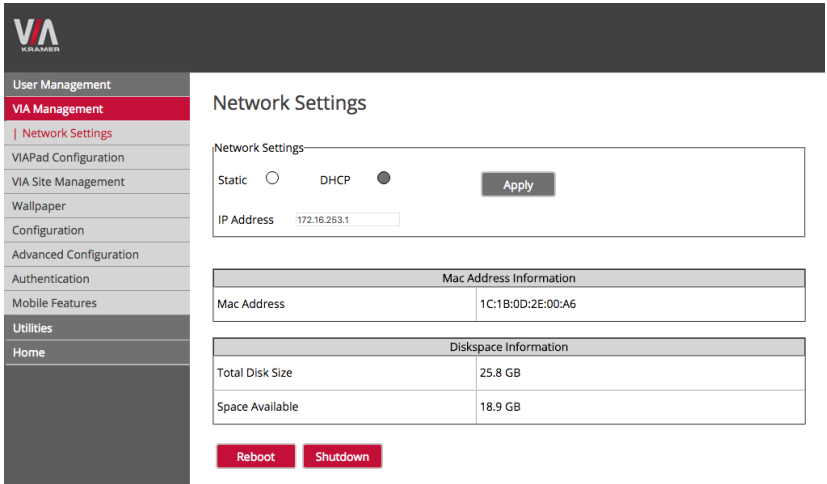 VIA
KRAMER
User Management
VIA Management
| Network Settings
VIAPad Configuration
VIA Site Management
Wallpaper
Configuration
Advanced Configuration
Authentication
Mobile Features
Utilities
Home
Network Settings
Network Settings
Static DHCP Apply
IP Address 172.16.253.1
Mac Address Information
Mac Address 1C:1B:0D:2E:00:A6
Diskspace Information
Total Disk Size 25.8 GB
Space Available 18.9 GB
Reboot Shutdown